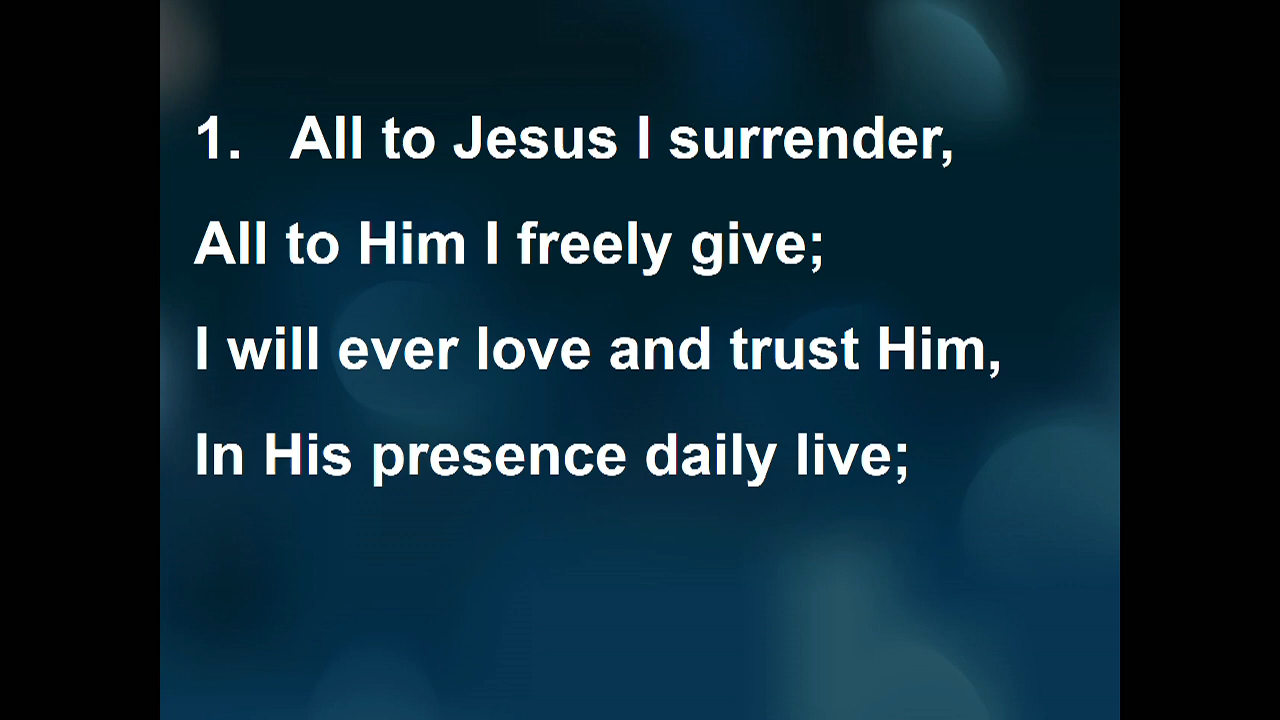 1. All to Jesus I surrender,
All to Him I freely give;
I will ever love and trust Him,
In His presence daily live;